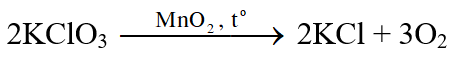 2KClO₃ —MnO₂, t°→ 2KCl + 3O₂